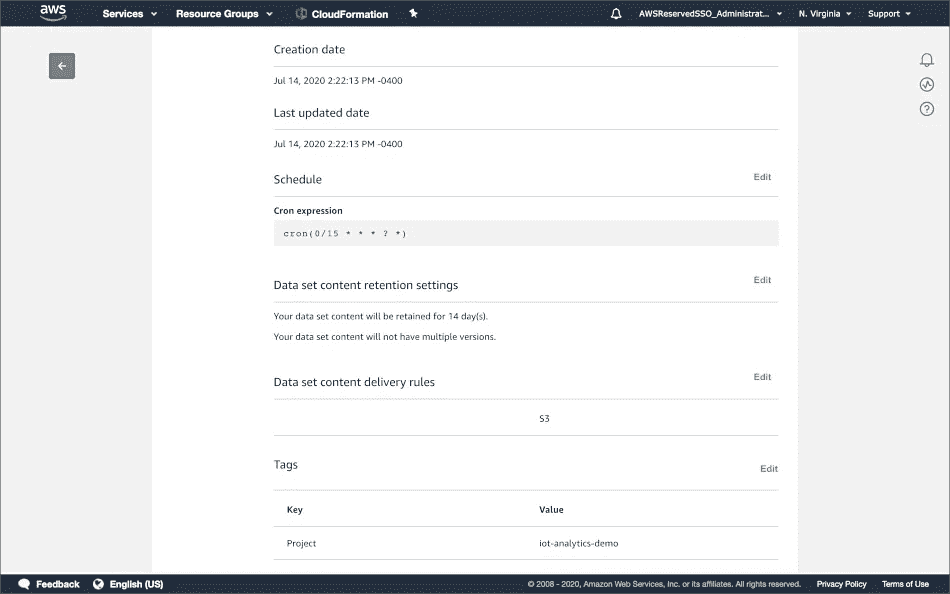 aws Services Resource Groups CloudFormation AWSReservedSSO_Administrat... N. Virginia Support
Creation date
Jul 14, 2020 2:22:13 PM -0400
Last updated date
Jul 14, 2020 2:22:13 PM -0400
Schedule Edit
Cron expression
cron(0/15 * * * ? *)
Data set content retention settings Edit
Your data set content will be retained for 14 day(s).
Your data set content will not have multiple versions.
Data set content delivery rules Edit
S3
Tags Edit
Key Value
Project iot-analytics-demo
Feedback English (US) © 2008 - 2020, Amazon Web Services, Inc. or its affiliates. All rights reserved. Privacy Policy Terms of Use